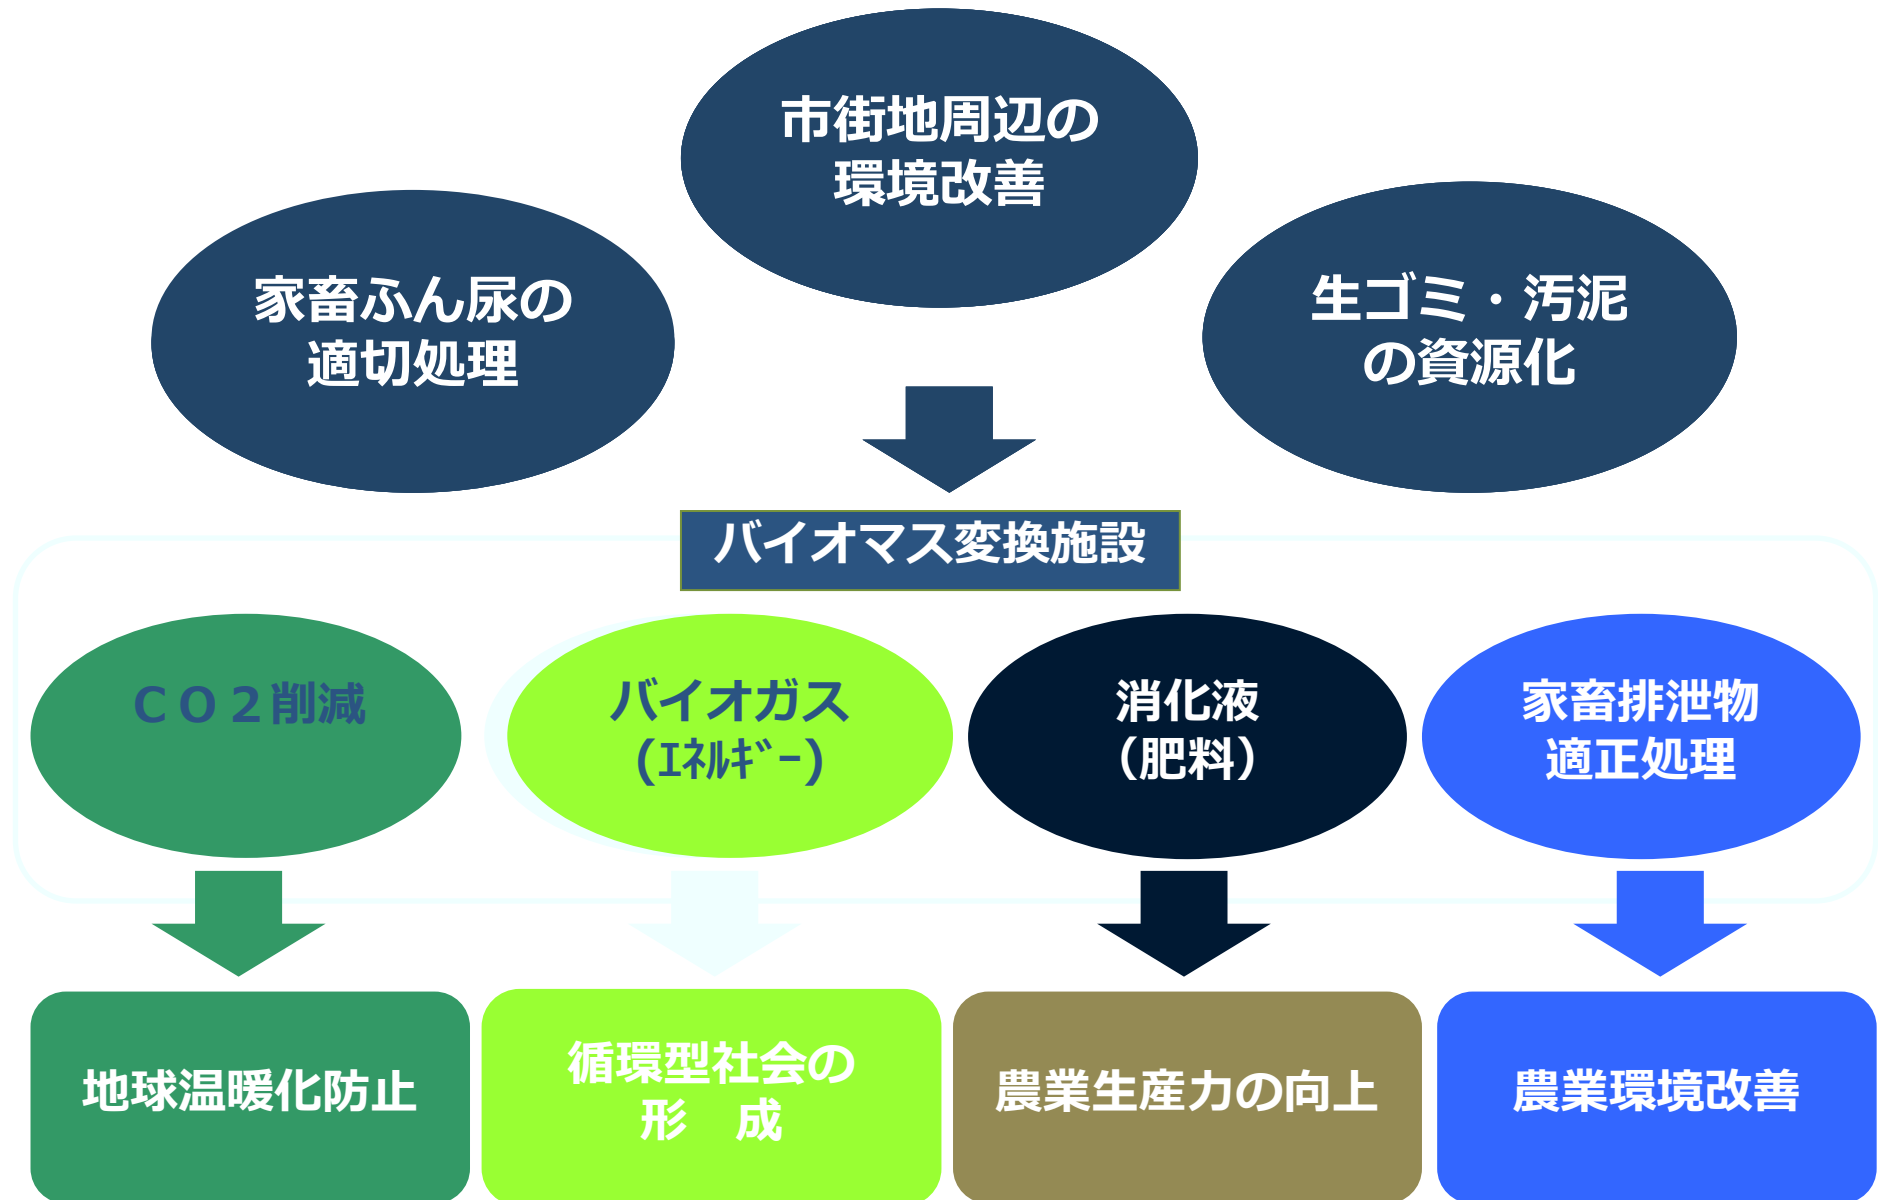 市街地周辺の
環境改善
家畜ふん尿の
適切処理
生ゴミ・汚泥
の資源化
バイオマス変換施設
ＣＯ２削減
バイオガス
(ｴﾈﾙｷﾞｰ)
消化液
（肥料）
家畜排泄物
適正処理
地球温暖化防止
循環型社会の
形　成
農業生産力の向上
農業環境改善